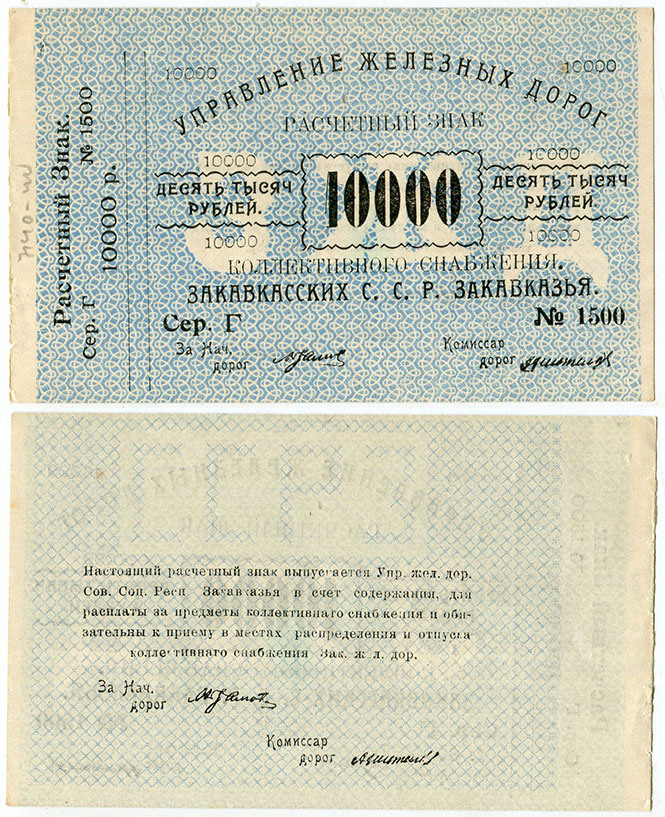 Расчетный Знак.
№ 1500
Сер. Г 10000 р.
10000 10000
УПРАВЛЕНИЕ ЖЕЛЕЗНЫХ ДОРОГ
РАСЧЕТНЫЙ ЗНАК
10000 10000
ДЕСЯТЬ ТЫСЯЧ 10000 ДЕСЯТЬ ТЫСЯЧ
РУБЛЕЙ. РУБЛЕЙ.
10000 10000
КОЛЛЕКТИВНОГО СНАБЖЕНИЯ.
ЗАКАВКАССКИХ С. С. Р. ЗАКАВКАЗЬЯ.
Сер. Г № 1500
За Нач. Комиссар
дорог дорог
Настоящий расчетный знак выпускается Упр. жел. дор.
Сов. Соц. Респ Закавказья в счет содержания, для
расплаты за предметы коллективнаго снабжения и обя-
зательны к приему в местах распределения и отпуска
коллективнаго снабжения Зак. ж л. дор.
За Нач.
дорог
Комиссар
дорог